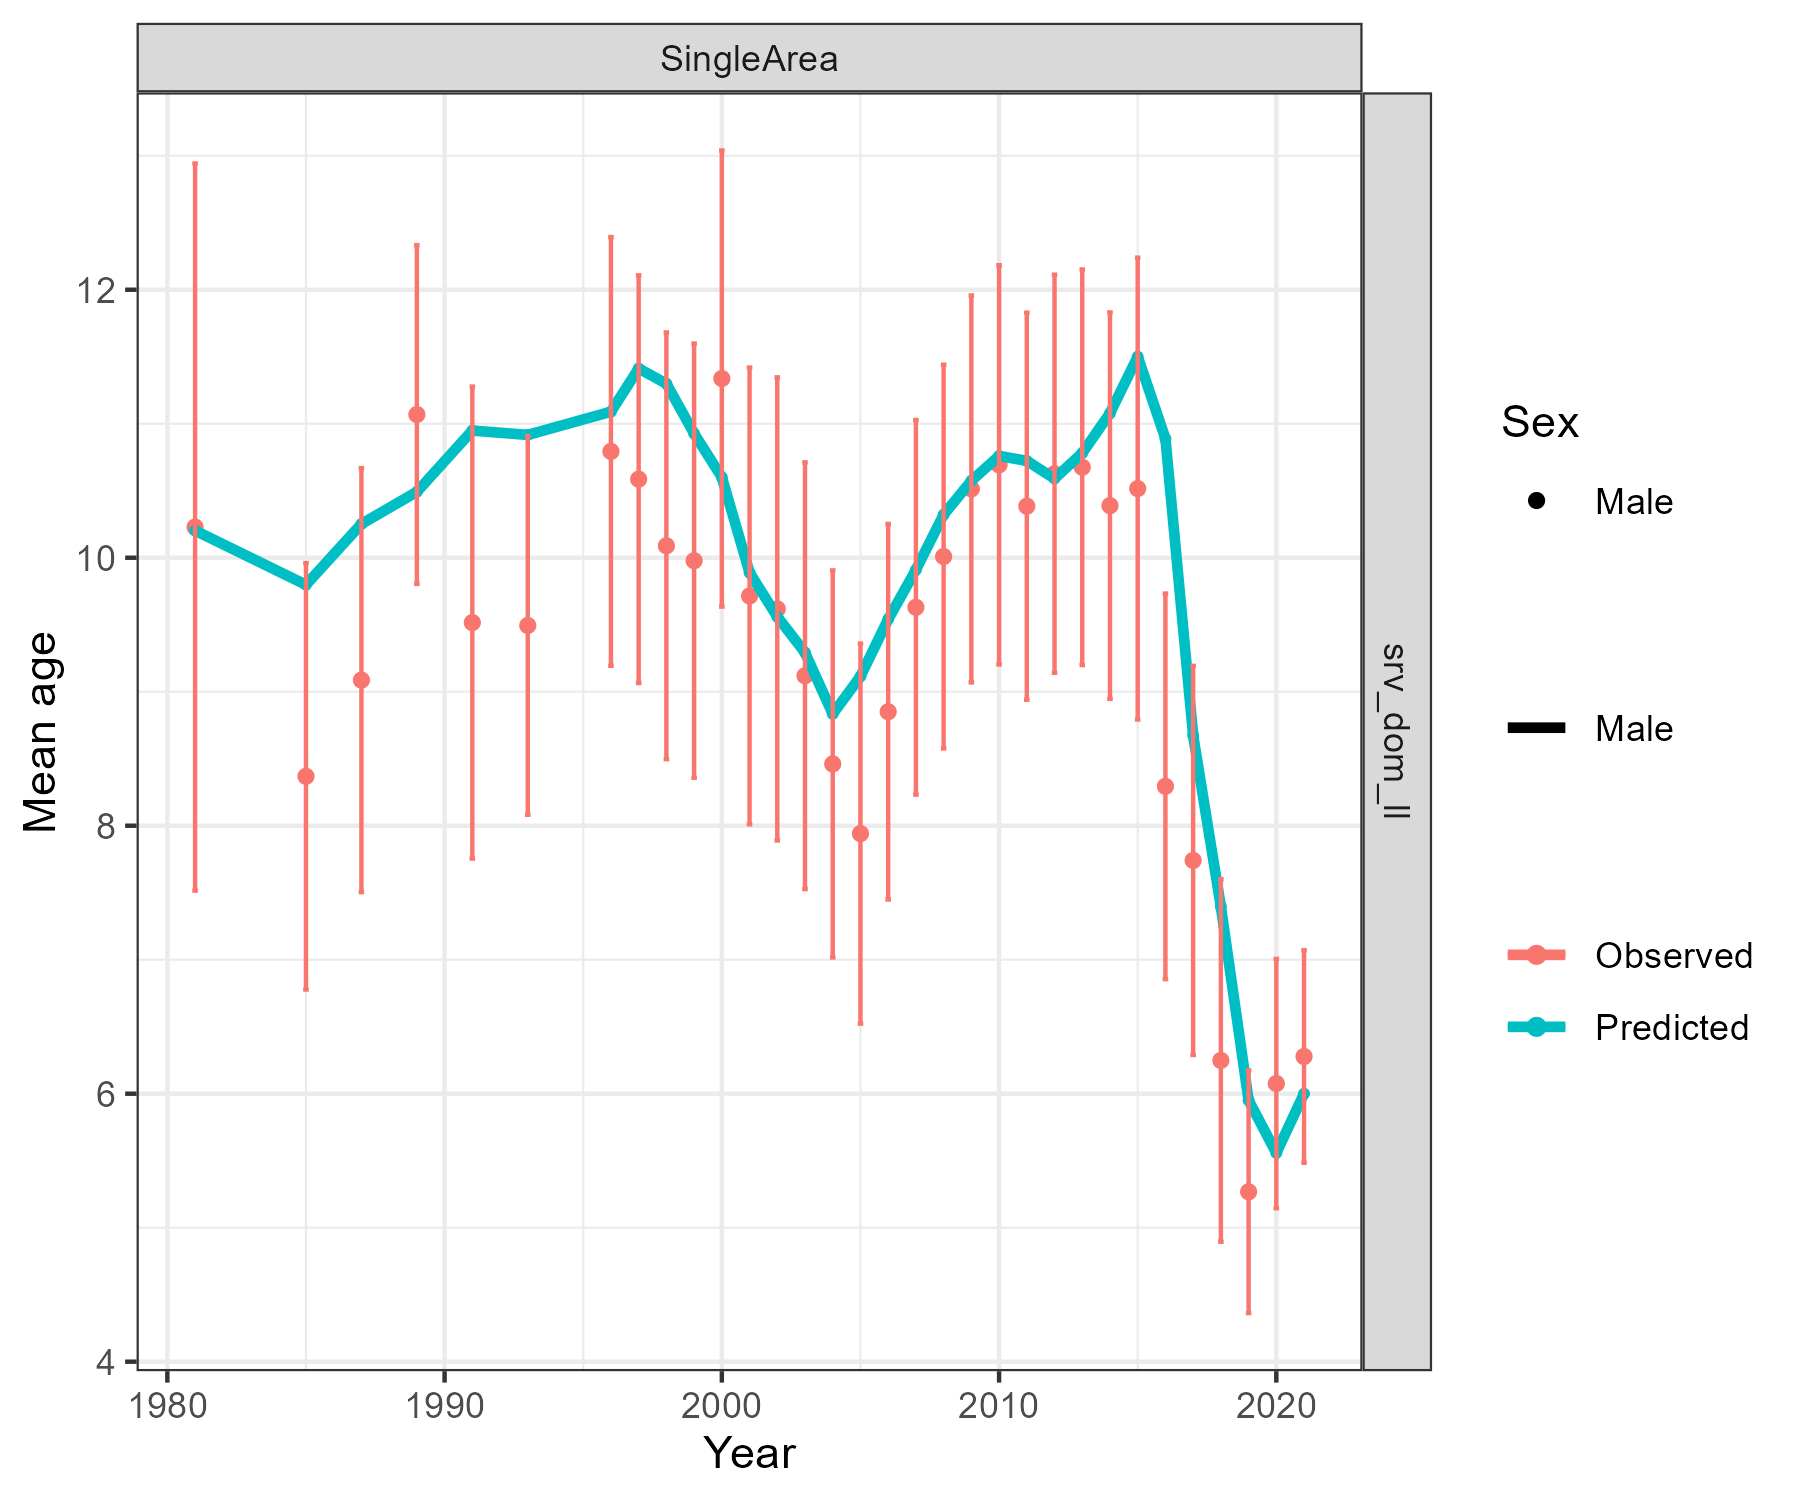 SingleArea
12
10
8
6
4
Mean age
1980 1990 2000 2010 2020
Year
srv_dom_ll
Sex
Male
Male
Observed
Predicted